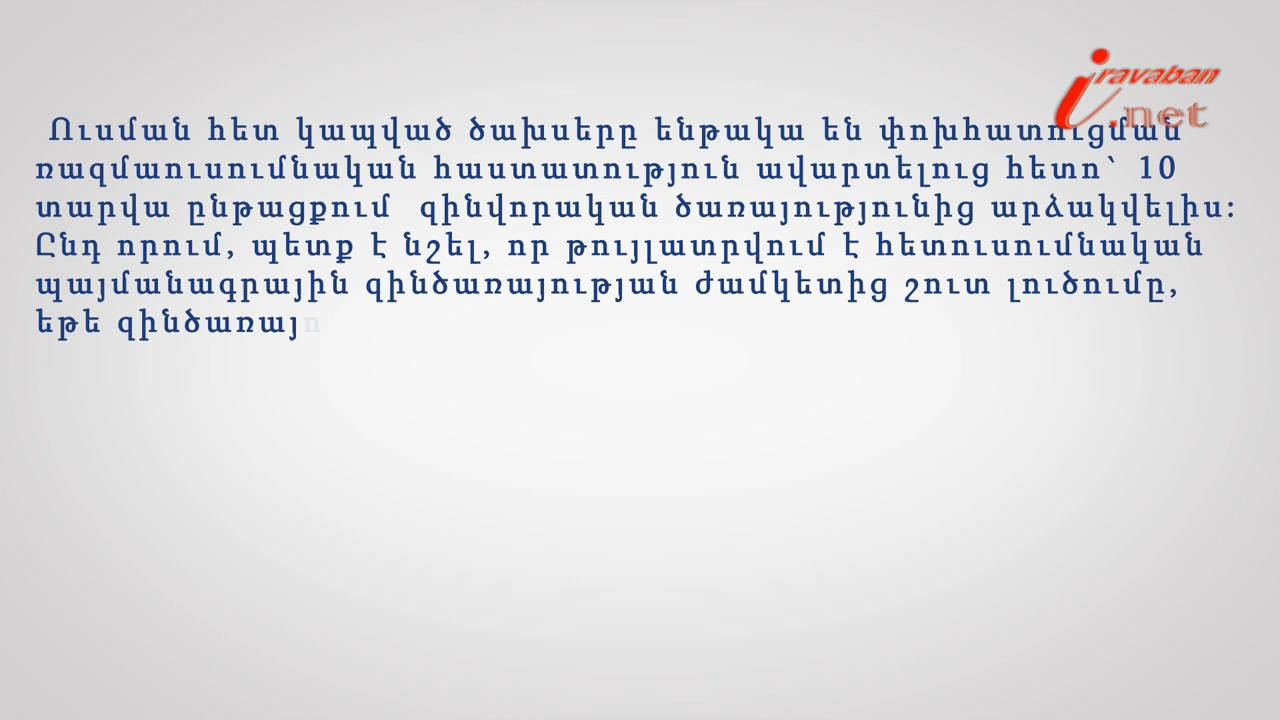 Ուսման հետ կապված ծախսերը ենթակա են փոխհատուցման
ռազմաուսումնական հաստատություն ավարտելուց հետո՝ 10
տարվա ընթացքում զինվորական ծառայությունից արձակվելիս:
Ընդ որում, պետք է նշել, որ թույլատրվում է հետուսումնական
պայմանագրային զինծառայության ժամկետից շուտ լուծումը,
եթե զինծառայո
iravaban
.net